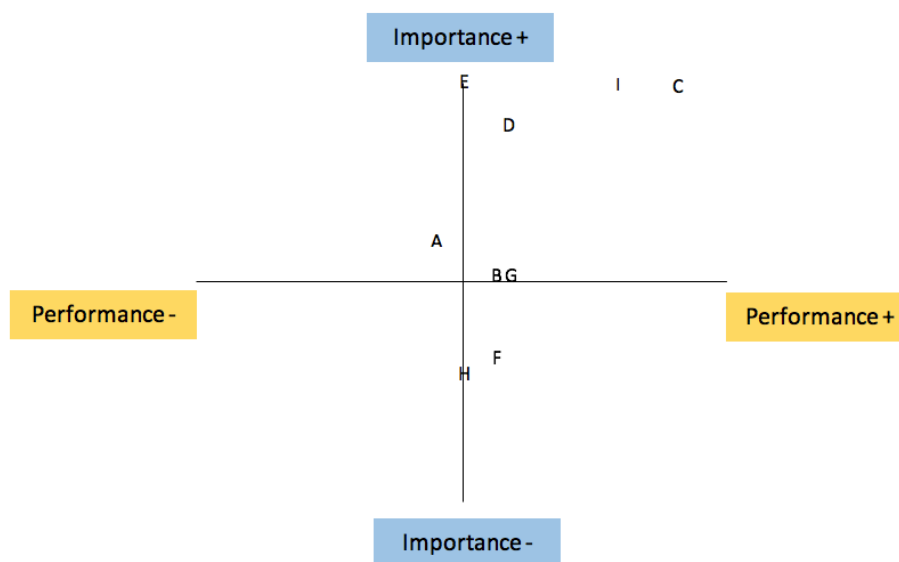 Importance +
E
I
C
D
A
B G
Performance -
Performance +
F
H
Importance -